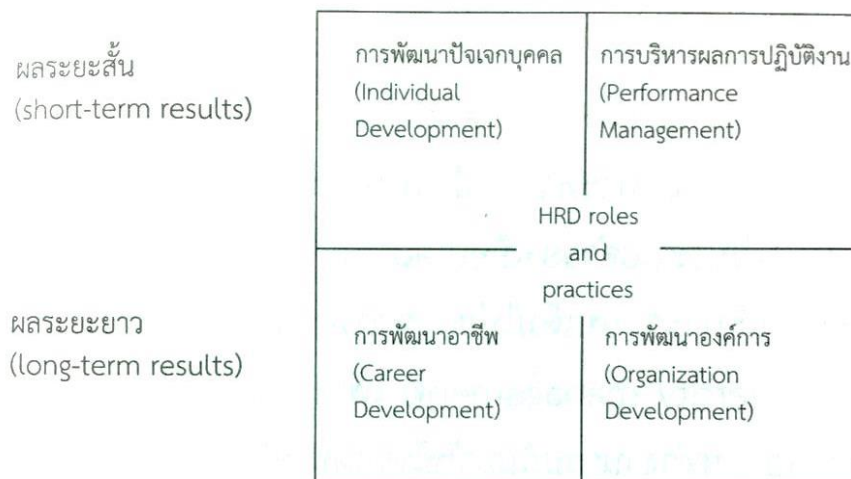 ผลระยะสั้น
(short-term results)
การพัฒนาปัจเจกบุคคล
(Individual
Development)
การบริหารผลการปฏิบัติงาน
(Performance
Management)
HRD roles
and
practices
ผลระยะยาว
(long-term results)
การพัฒนาอาชีพ
(Career
Development)
การพัฒนาองค์การ
(Organization
Development)